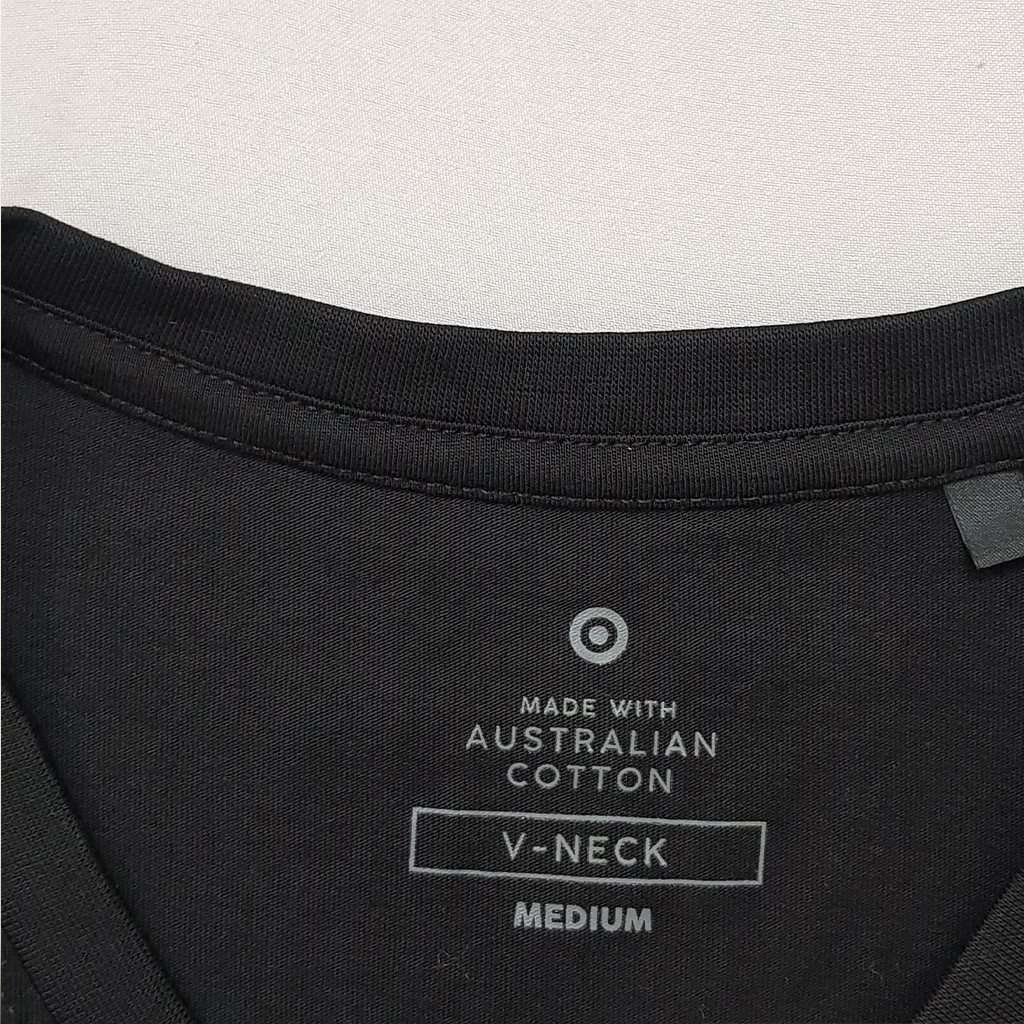 MADE WITH
AUSTRALIAN
COTTON
V-NECK
MEDIUM